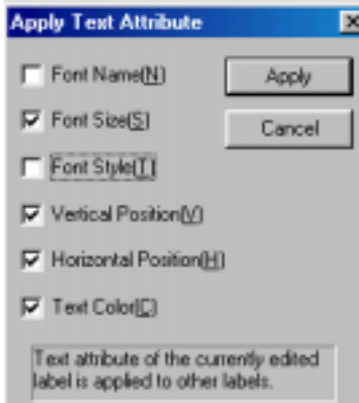 Apply Text Attribute
Font Name(N)
Apply
Font Size(S)
Cancel
Font Style(T)
Vertical Position(V)
Horizontal Position(H)
Text Color(C)
Text attribute of the currently edited
label is applied to other labels.